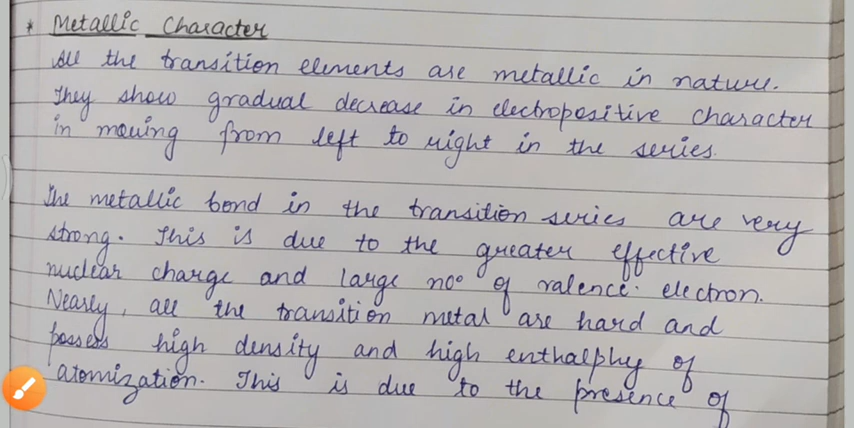 * Metallic Character
All the transition elements are metallic in nature.
They show gradual decrease in electropositive character
in moving from left to right in the series.
The metallic bond in the transition series are very
strong. This is due to the greater effective
nuclear charge and large no° of valence electron.
Nearly, all the transition metal are hard and
possess high density and high enthalphy of
atomization. This is due to the presence of